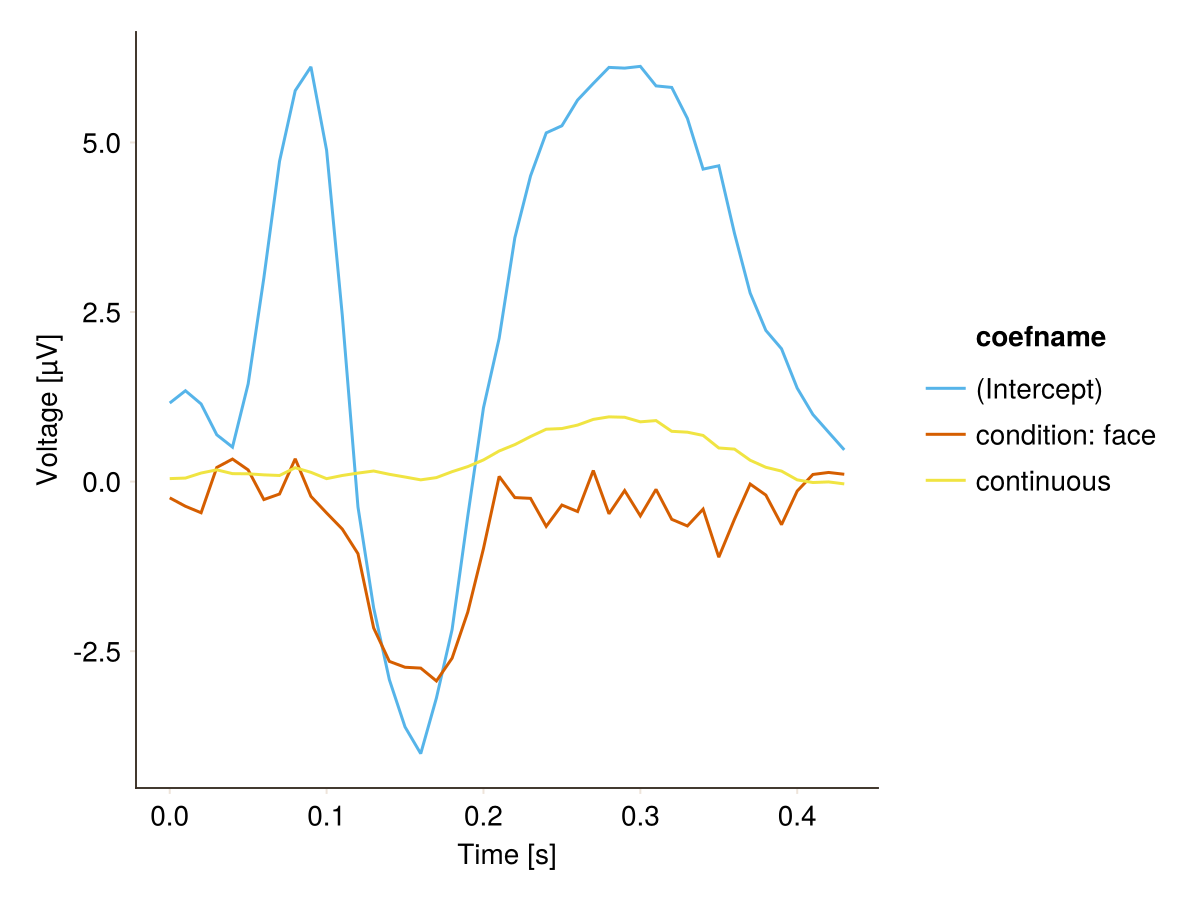 5.0
2.5
0.0
-2.5
Voltage [µV]
0.0 0.1 0.2 0.3 0.4
Time [s]
coefname
(Intercept)
condition: face
continuous